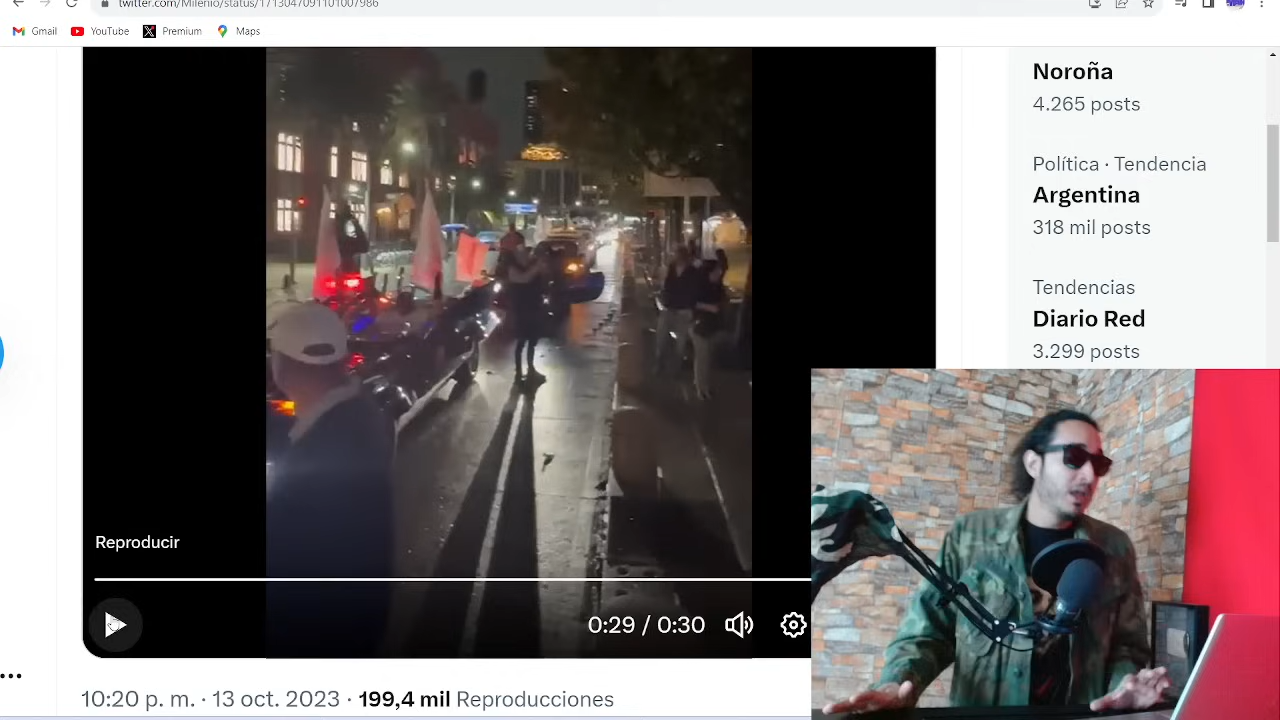 twitter.com/Milenio/status/1713047091101007986
Gmail YouTube Premium Maps
Noroña
4.265 posts
Política · Tendencia
Argentina
318 mil posts
Tendencias
Diario Red
3.299 posts
Reproducir
0:29 / 0:30
10:20 p. m. · 13 oct. 2023 · 199,4 mil Reproducciones